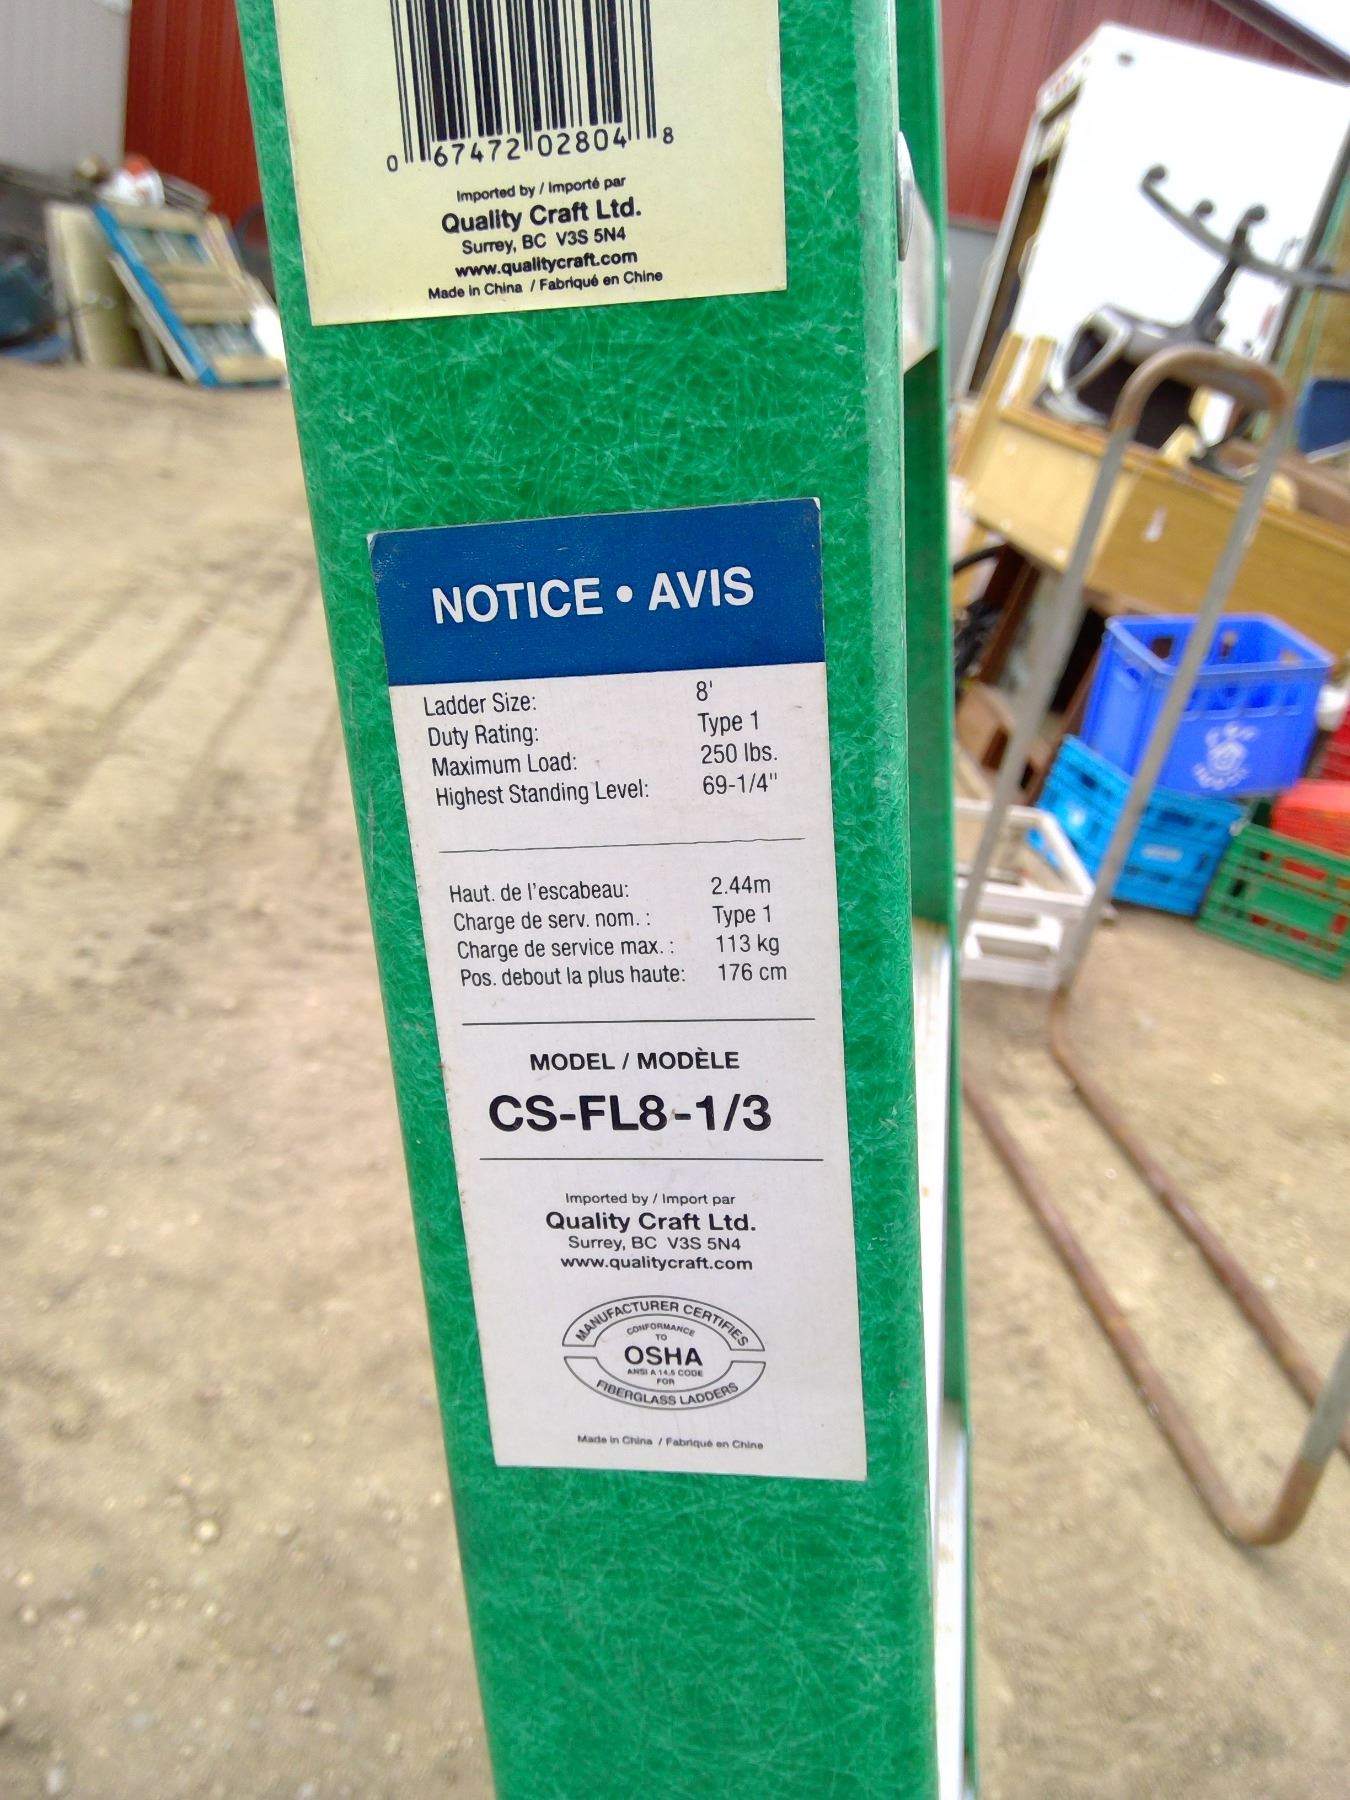 0 67472 02804 8
Imported by / Importé par
Quality Craft Ltd.
Surrey, BC V3S 5N4
www.qualitycraft.com
Made in China / Fabriqué en Chine
NOTICE • AVIS
Ladder Size: 8'
Duty Rating: Type 1
Maximum Load: 250 lbs.
Highest Standing Level: 69-1/4"
Haut. de l'escabeau: 2.44m
Charge de serv. nom. : Type 1
Charge de service max. : 113 kg
Pos. debout la plus haute: 176 cm
MODEL / MODÈLE
CS-FL8-1/3
Imported by / Import par
Quality Craft Ltd.
Surrey, BC V3S 5N4
www.qualitycraft.com
MANUFACTURER CERTIFIES
CONFORMANCE
TO
OSHA
ANSI A 14.5 CODE
FOR
FIBERGLASS LADDERS
Made in China / Fabriqué en Chine